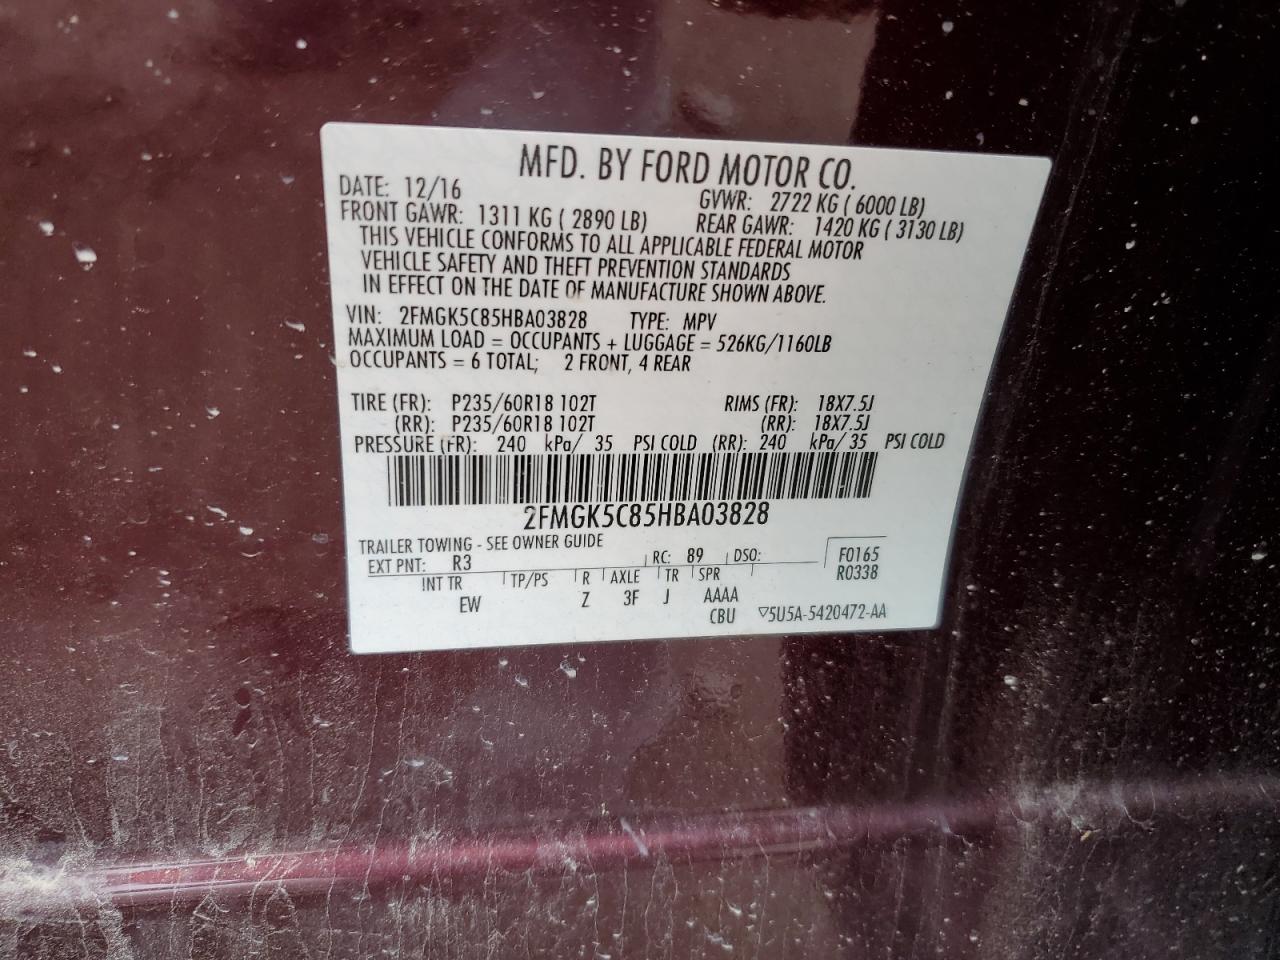 MFD. BY FORD MOTOR CO.
DATE: 12/16 GVWR: 2722 KG ( 6000 LB)
FRONT GAWR: 1311 KG ( 2890 LB) REAR GAWR: 1420 KG ( 3130 LB)
THIS VEHICLE CONFORMS TO ALL APPLICABLE FEDERAL MOTOR
VEHICLE SAFETY AND THEFT PREVENTION STANDARDS
IN EFFECT ON THE DATE OF MANUFACTURE SHOWN ABOVE.
VIN: 2FMGK5C85HBA03828 TYPE: MPV
MAXIMUM LOAD = OCCUPANTS + LUGGAGE = 526KG/1160LB
OCCUPANTS = 6 TOTAL; 2 FRONT, 4 REAR
TIRE (FR): P235/60R18 102T RIMS (FR): 18X7.5J
(RR): P235/60R18 102T (RR): 18X7.5J
PRESSURE (FR): 240 kPa/ 35 PSI COLD (RR): 240 kPa/ 35 PSI COLD
2FMGK5C85HBA03828
TRAILER TOWING - SEE OWNER GUIDE
EXT PNT: R3 RC: 89 DSO: F0165
R0338
INT TR TP/PS R AXLE TR SPR
EW Z 3F J AAAA
CBU ▽5U5A-5420472-AA